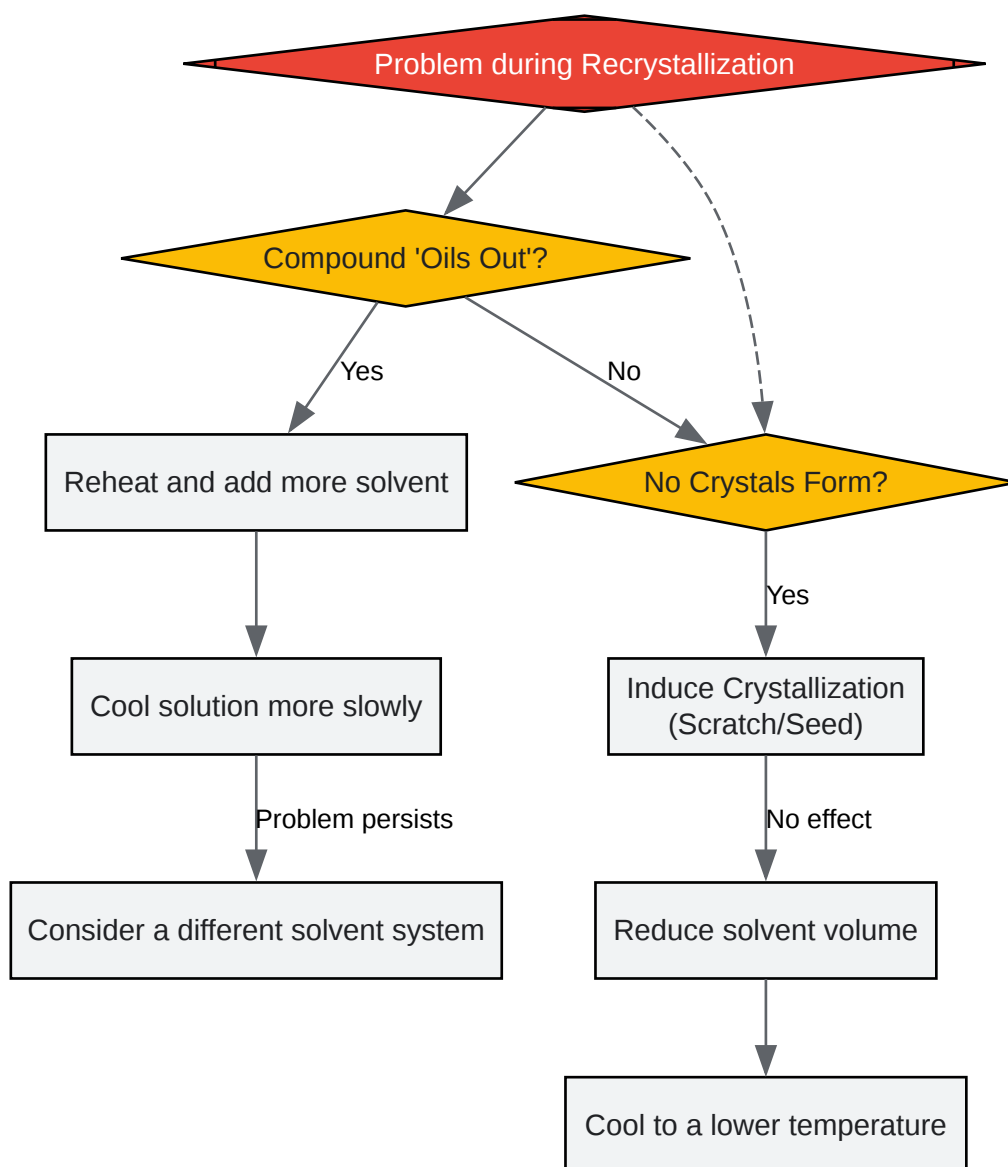 Problem during Recrystallization
Compound 'Oils Out'?
Yes
No
Reheat and add more solvent
No Crystals Form?
Yes
Cool solution more slowly
Induce Crystallization
(Scratch/Seed)
Problem persists
No effect
Consider a different solvent system
Reduce solvent volume
Cool to a lower temperature